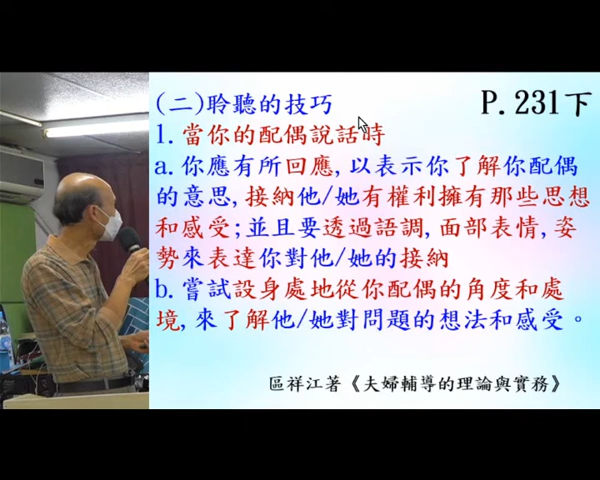 (二)聆聽的技巧 P.231下
1.當你的配偶說話時
a.你應有所回應,以表示你了解你配偶
的意思,接納他/她有權利擁有那些思想
和感受;並且要透過語調,面部表情,姿
勢來表達你對他/她的接納
b.嘗試設身處地從你配偶的角度和處
境,來了解他/她對問題的想法和感受。
區祥江著《夫婦輔導的理論與實務》